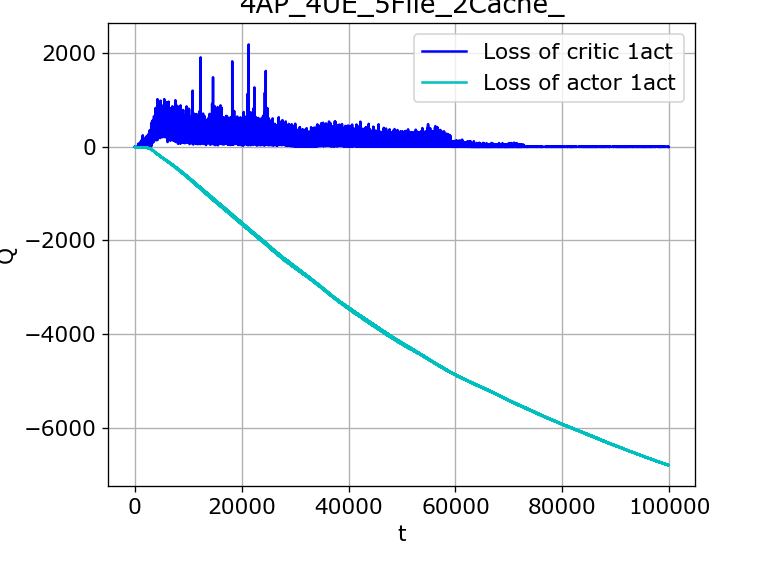 4AP_4UE_5File_2Cache_
Loss of critic 1act
Loss of actor 1act
2000
0
−2000
−4000
−6000
Q
0 20000 40000 60000 80000 100000
t